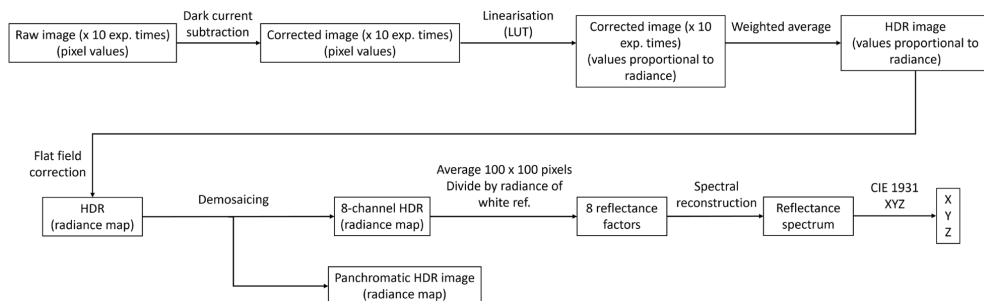 Dark current
subtraction
Raw image (x 10 exp. times)
(pixel values)
Corrected image (x 10 exp. times)
(pixel values)
Linearisation
(LUT)
Corrected image (x 10
exp. times)
(values proportional to
radiance)
Weighted average
HDR image
(values proportional to
radiance)
Flat field
correction
HDR
(radiance map)
Demosaicing
8-channel HDR
(radiance map)
Panchromatic HDR image
(radiance map)
Average 100 x 100 pixels
Divide by radiance of
white ref.
8 reflectance
factors
Spectral
reconstruction
Reflectance
spectrum
CIE 1931
XYZ
X
Y
Z